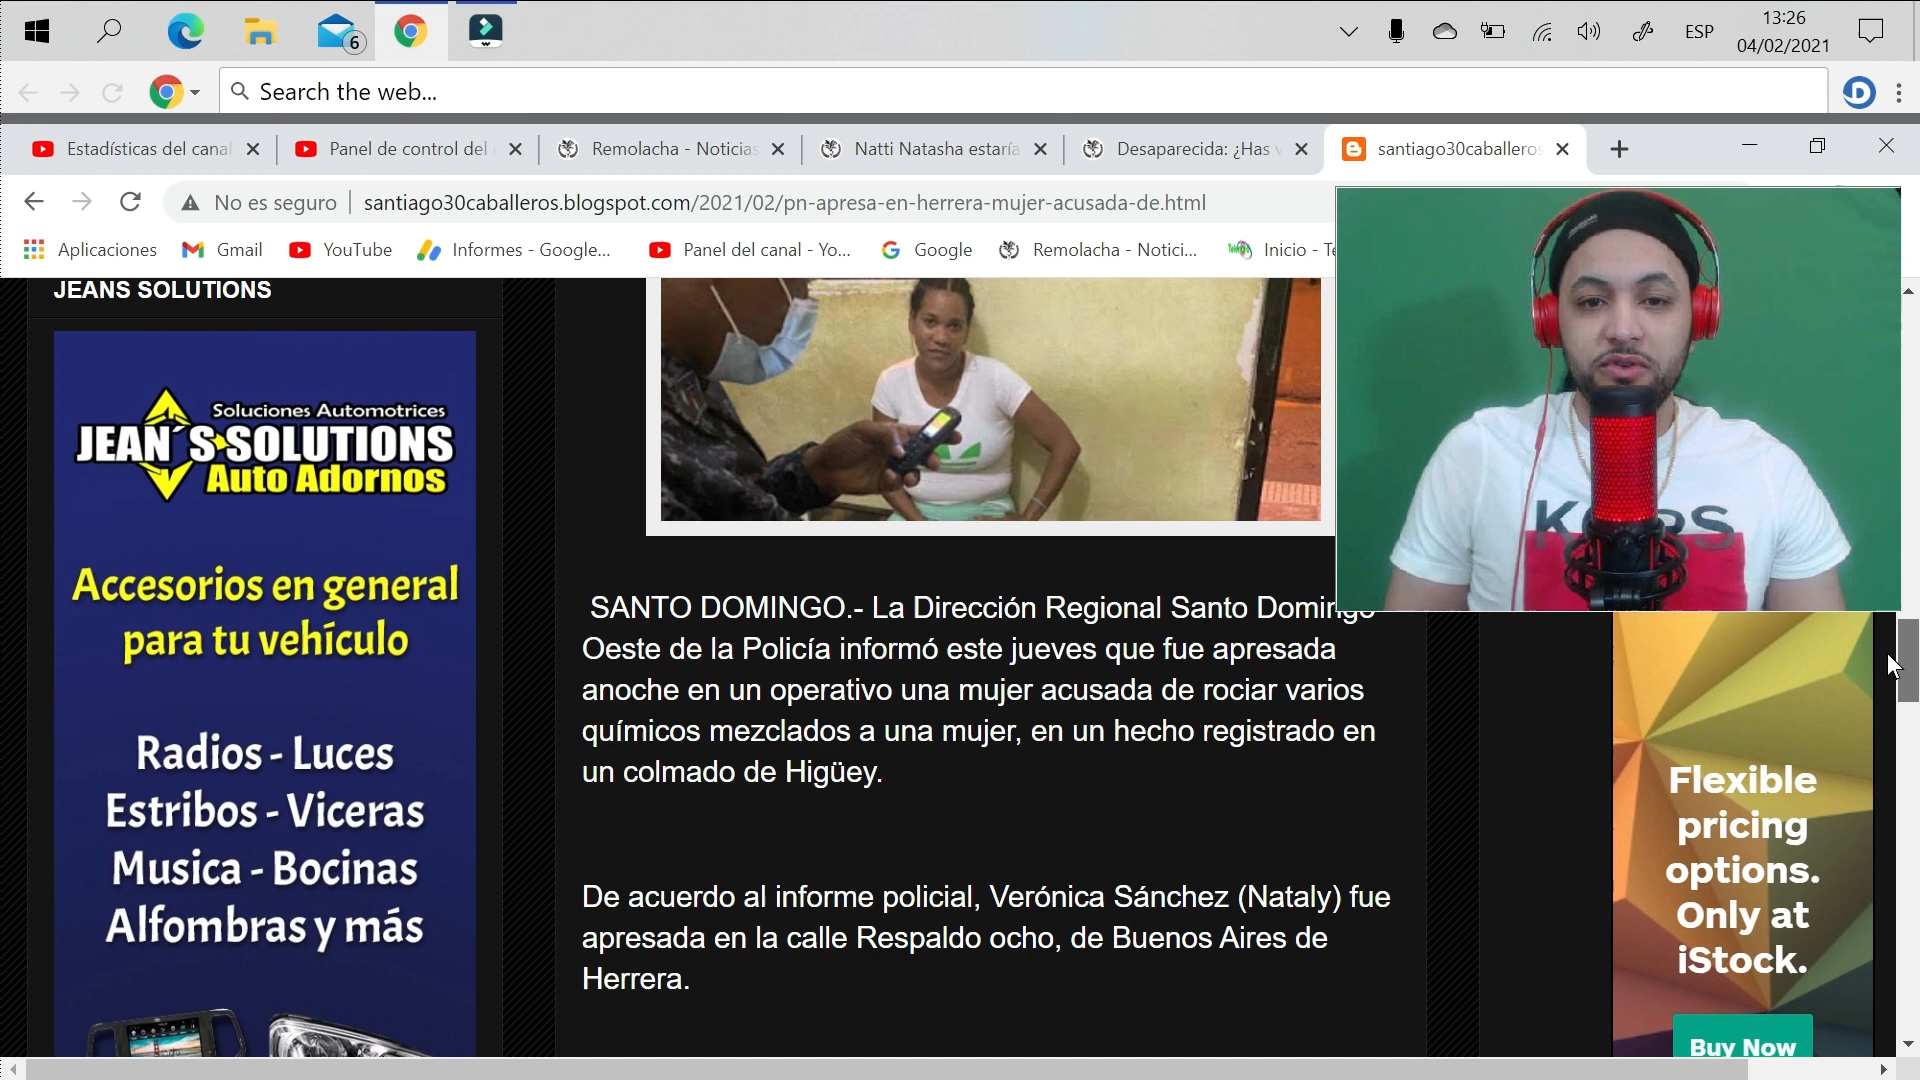 6
ESP
13:26
04/02/2021
Search the web...
Estadísticas del canal
Panel de control del
Remolacha - Noticias
Natti Natasha estaría
Desaparecida: ¿Has v
santiago30caballeros
No es seguro
santiago30caballeros.blogspot.com/2021/02/pn-apresa-en-herrera-mujer-acusada-de.html
Aplicaciones
Gmail
YouTube
Informes - Google...
Panel del canal - Yo...
Google
Remolacha - Notici...
Inicio - Te
JEANS SOLUTIONS
Soluciones Automotrices
JEAN´S SOLUTIONS
Auto Adornos
Accesorios en general
para tu vehículo
Radios - Luces
Estribos - Viceras
Musica - Bocinas
Alfombras y más
SANTO DOMINGO.- La Dirección Regional Santo Domingo
Oeste de la Policía informó este jueves que fue apresada
anoche en un operativo una mujer acusada de rociar varios
químicos mezclados a una mujer, en un hecho registrado en
un colmado de Higüey.
De acuerdo al informe policial, Verónica Sánchez (Nataly) fue
apresada en la calle Respaldo ocho, de Buenos Aires de
Herrera.
KORS
Flexible
pricing
options.
Only at
iStock.
Buy Now